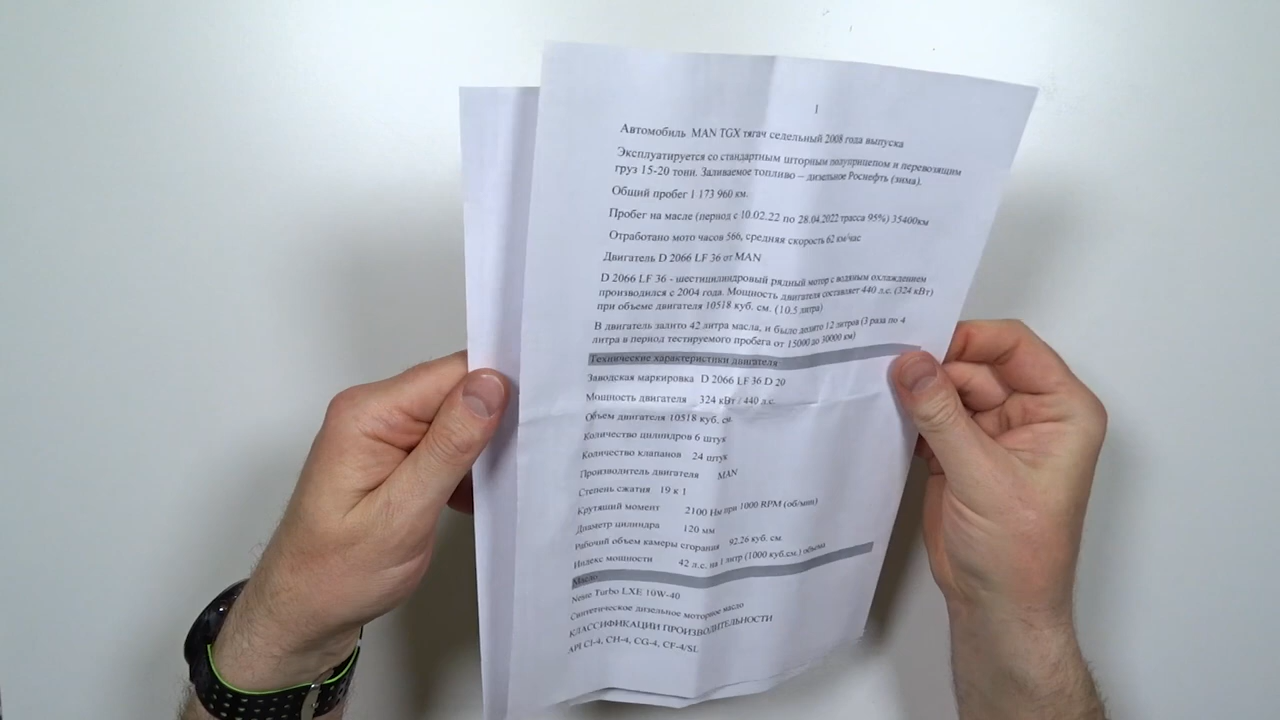 1
Автомобиль MAN TGX тягач седельный 2008 года выпуска
Эксплуатируется со стандартным шторным полуприцепом и перевозящим
груз 15-20 тонн. Заливаемое топливо – дизельное Роснефть (зима).
Общий пробег 1 173 960 км.
Пробег на масле (период с 10.02.22 по 28.04.2022 трасса 95%) 35400км
Отработано мото часов 566, средняя скорость 62 км/час
Двигатель D 2066 LF 36 от MAN
D 2066 LF 36 - шестицилиндровый рядный мотор с водяным охлаждением
производился с 2004 года. Мощность двигателя составляет 440 л.с. (324 кВт)
при объеме двигателя 10518 куб. см. (10.5 литра)
В двигатель залито 42 литра масла, и было долито 12 литров (3 раза по 4
литра в период тестируемого пробега от 15000 до 30000 км)
Технические характеристики двигателя
Заводская маркировка D 2066 LF 36 D 20
Мощность двигателя 324 кВт / 440 л.с.
Объем двигателя 10518 куб. см.
Количество цилиндров 6 штук
Количество клапанов 24 штук
Производитель двигателя MAN
Степень сжатия 19 к 1
Крутящий момент 2100 Нм при 1000 RPM (об/мин)
Диаметр цилиндра 120 мм
Рабочий объем камеры сгорания 92.26 куб. см.
Индекс мощности 42 л.с. на 1 литр (1000 куб.см.) объема
Масло
Neste Turbo LXE 10W-40
Синтетическое дизельное моторное масло
КЛАССИФИКАЦИИ ПРОИЗВОДИТЕЛЬНОСТИ
API CI-4, CH-4, CG-4, CF-4/SL